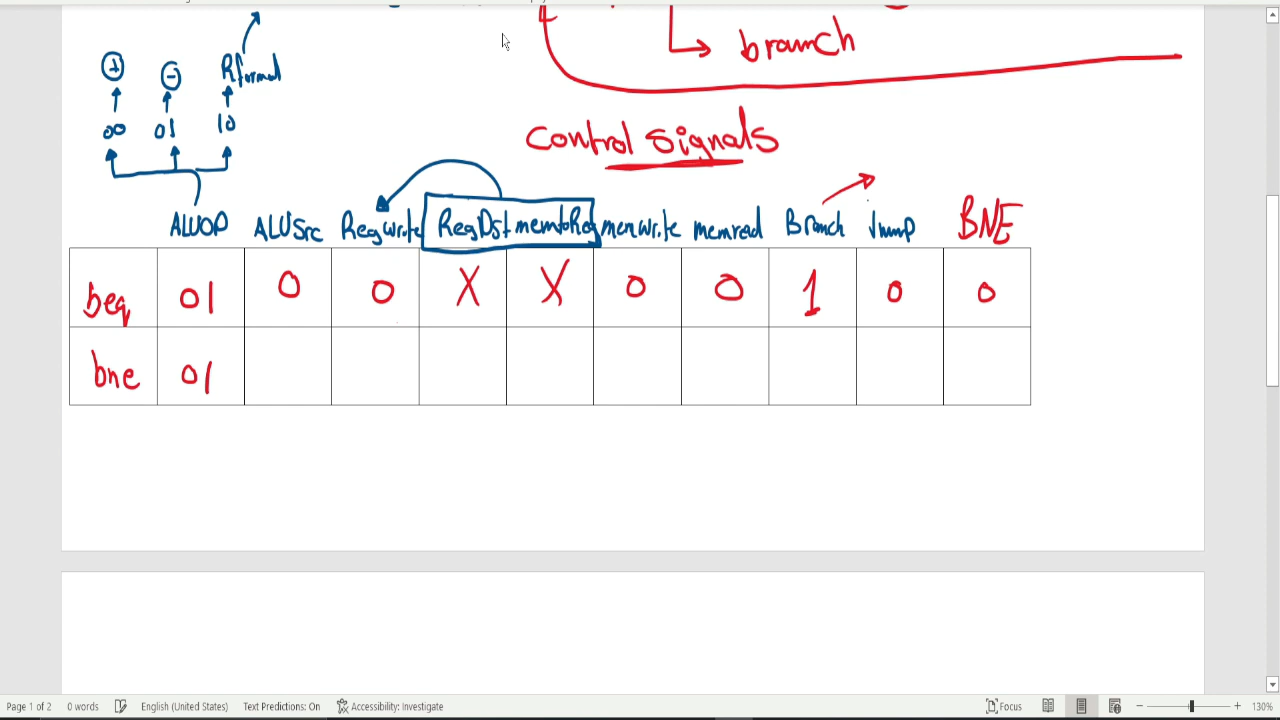 branch
+ - Rformat
00 01 10
Control signals
ALUOP ALUSrc RegWrite RegDst memtoReg memwrite memread Branch Jump BNE
beq 01 0 0 X X 0 0 1 0 0
bne 01
Page 1 of 2 0 words English (United States) Text Predictions: On Accessibility: Investigate Focus 130%